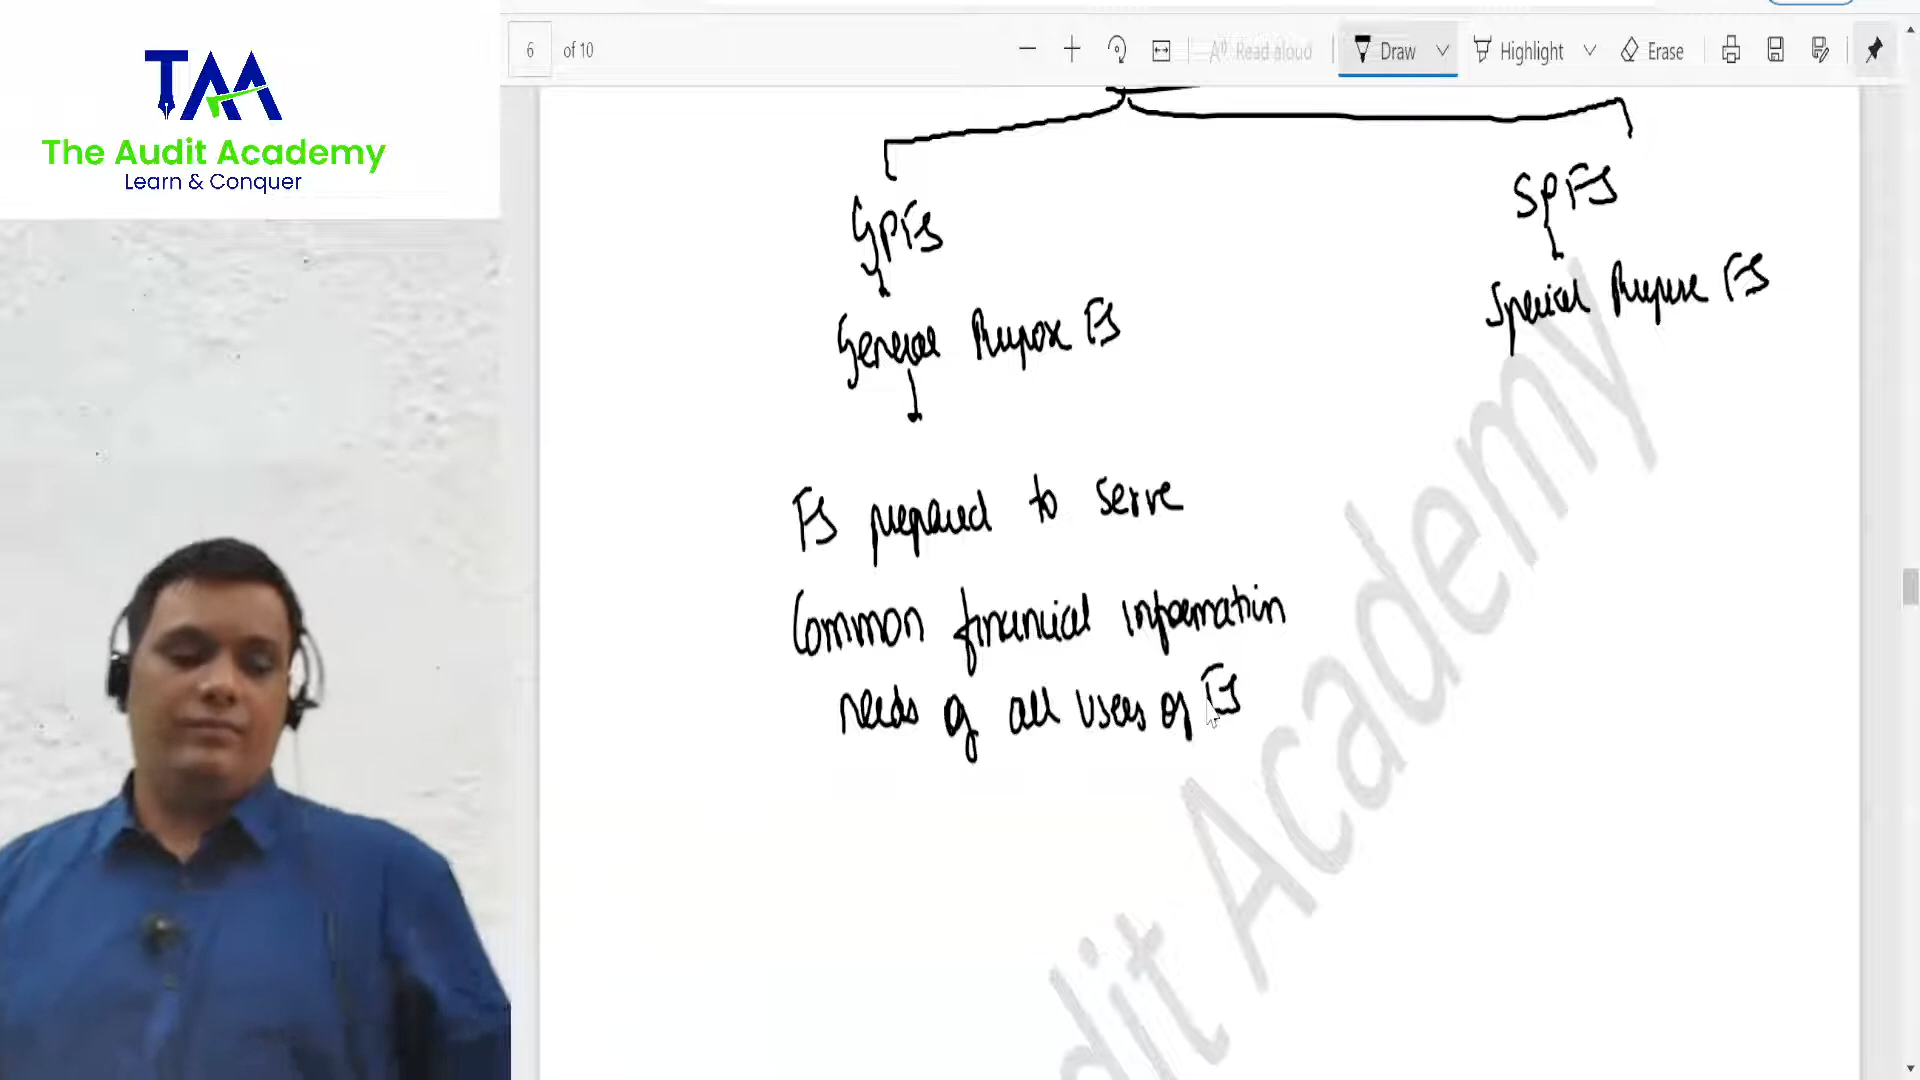 TAA
The Audit Academy
Learn & Conquer
6 of 10
Read aloud
Draw
Highlight
Erase
GPFS
SPFS
General Purpose FS
Special Purpose FS
FS prepared to serve
Common financial information
needs of all users of FS
dit Academy